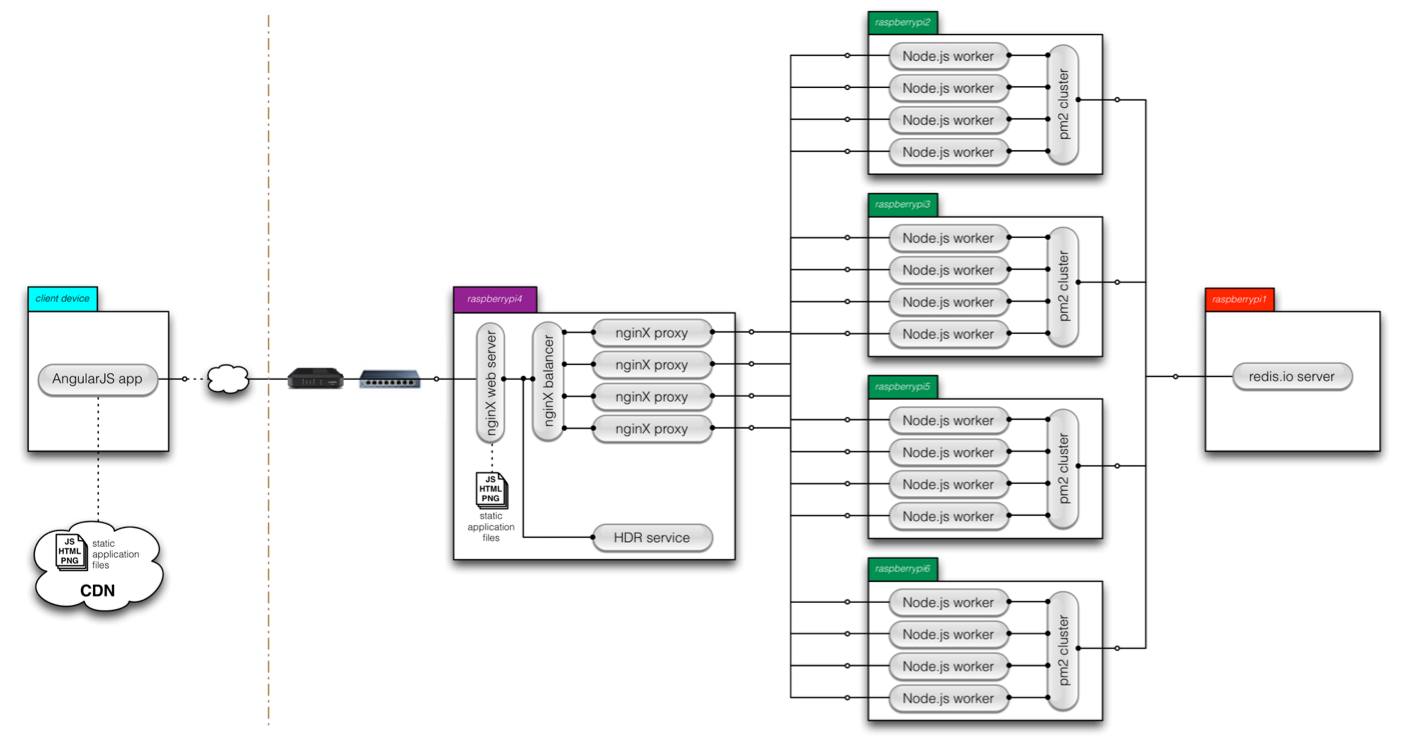 client device
AngularJS app
JS
HTML
PNG
static
application
files
CDN
raspberrypi4
nginX web server
nginX balancer
nginX proxy
nginX proxy
nginX proxy
nginX proxy
JS
HTML
PNG
static
application
files
HDR service
raspberrypi2
Node.js worker
Node.js worker
Node.js worker
Node.js worker
pm2 cluster
raspberrypi3
Node.js worker
Node.js worker
Node.js worker
Node.js worker
pm2 cluster
raspberrypi5
Node.js worker
Node.js worker
Node.js worker
Node.js worker
pm2 cluster
raspberrypi6
Node.js worker
Node.js worker
Node.js worker
Node.js worker
pm2 cluster
raspberrypi1
redis.io server